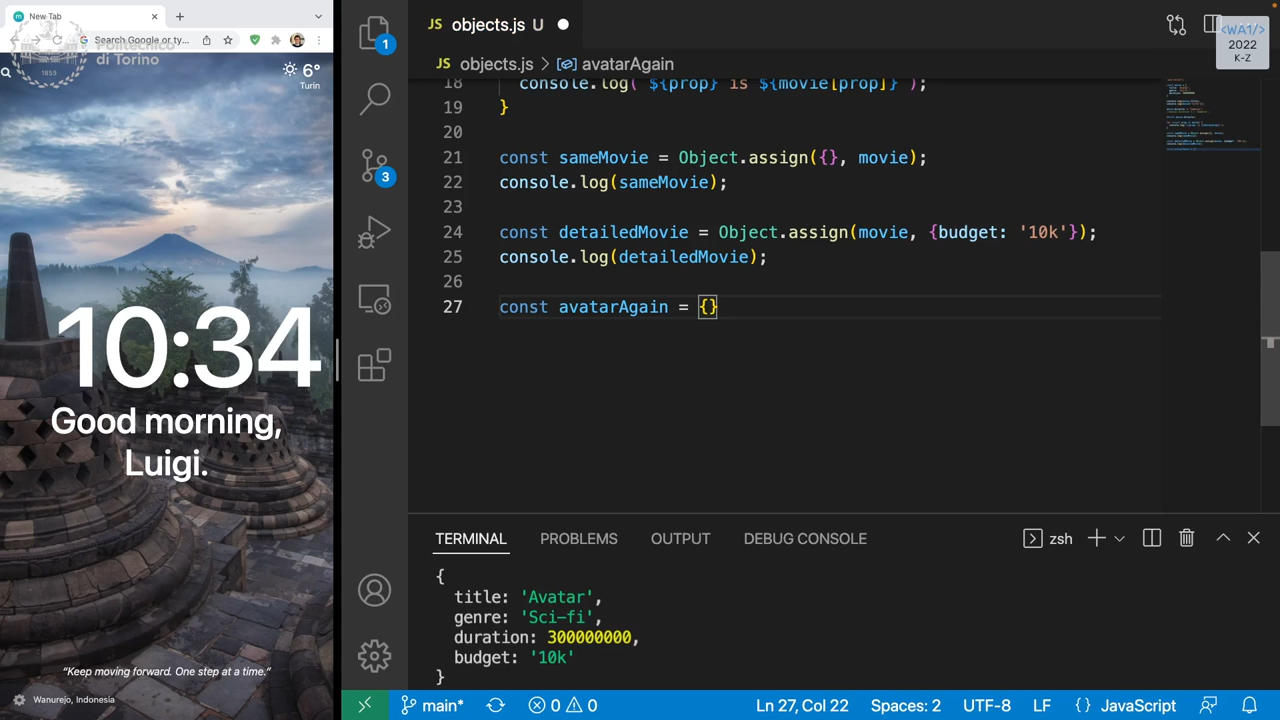 New Tab
Search Google or ty...
Politecnico
di Torino
1859
6°
Turin
10:34
Good morning,
Luigi.
“Keep moving forward. One step at a time.”
Wanurejo, Indonesia
1
3
JS objects.js U
<WA1/>
2022
K-Z
JS objects.js > avatarAgain
18 console.log(`${prop} is ${movie[prop]}`);
19 }
20
21 const sameMovie = Object.assign({}, movie);
22 console.log(sameMovie);
23
24 const detailedMovie = Object.assign(movie, {budget: '10k'});
25 console.log(detailedMovie);
26
27 const avatarAgain = {}
TERMINAL PROBLEMS OUTPUT DEBUG CONSOLE zsh
{
title: 'Avatar',
genre: 'Sci-fi',
duration: 300000000,
budget: '10k'
}
main* 0 0 Ln 27, Col 22 Spaces: 2 UTF-8 LF {} JavaScript